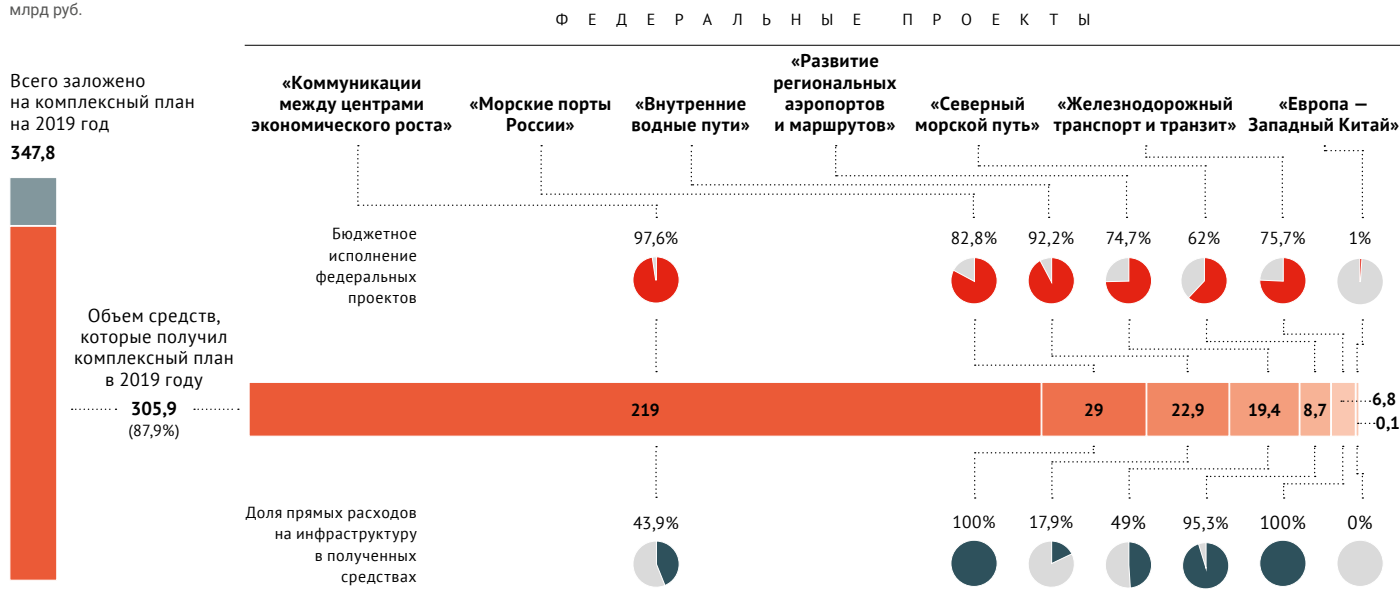 млрд руб.
ФЕДЕРАЛЬНЫЕ ПРОЕКТЫ
Всего заложено
на комплексный план
на 2019 год
347,8
«Коммуникации
между центрами
экономического роста»
«Морские порты
России»
«Внутренние
водные пути»
«Развитие
региональных
аэропортов
и маршрутов»
«Северный
морской путь»
«Железнодорожный
транспорт и транзит»
«Европа —
Западный Китай»
Бюджетное
исполнение
федеральных
проектов
97,6% 82,8% 92,2% 74,7% 62% 75,7% 1%
Объем средств,
которые получил
комплексный план
в 2019 году
305,9
(87,9%)
219 29 22,9 19,4 8,7 6,8
0,1
Доля прямых расходов
на инфраструктуру
в полученных
средствах
43,9% 100% 17,9% 49% 95,3% 100% 0%